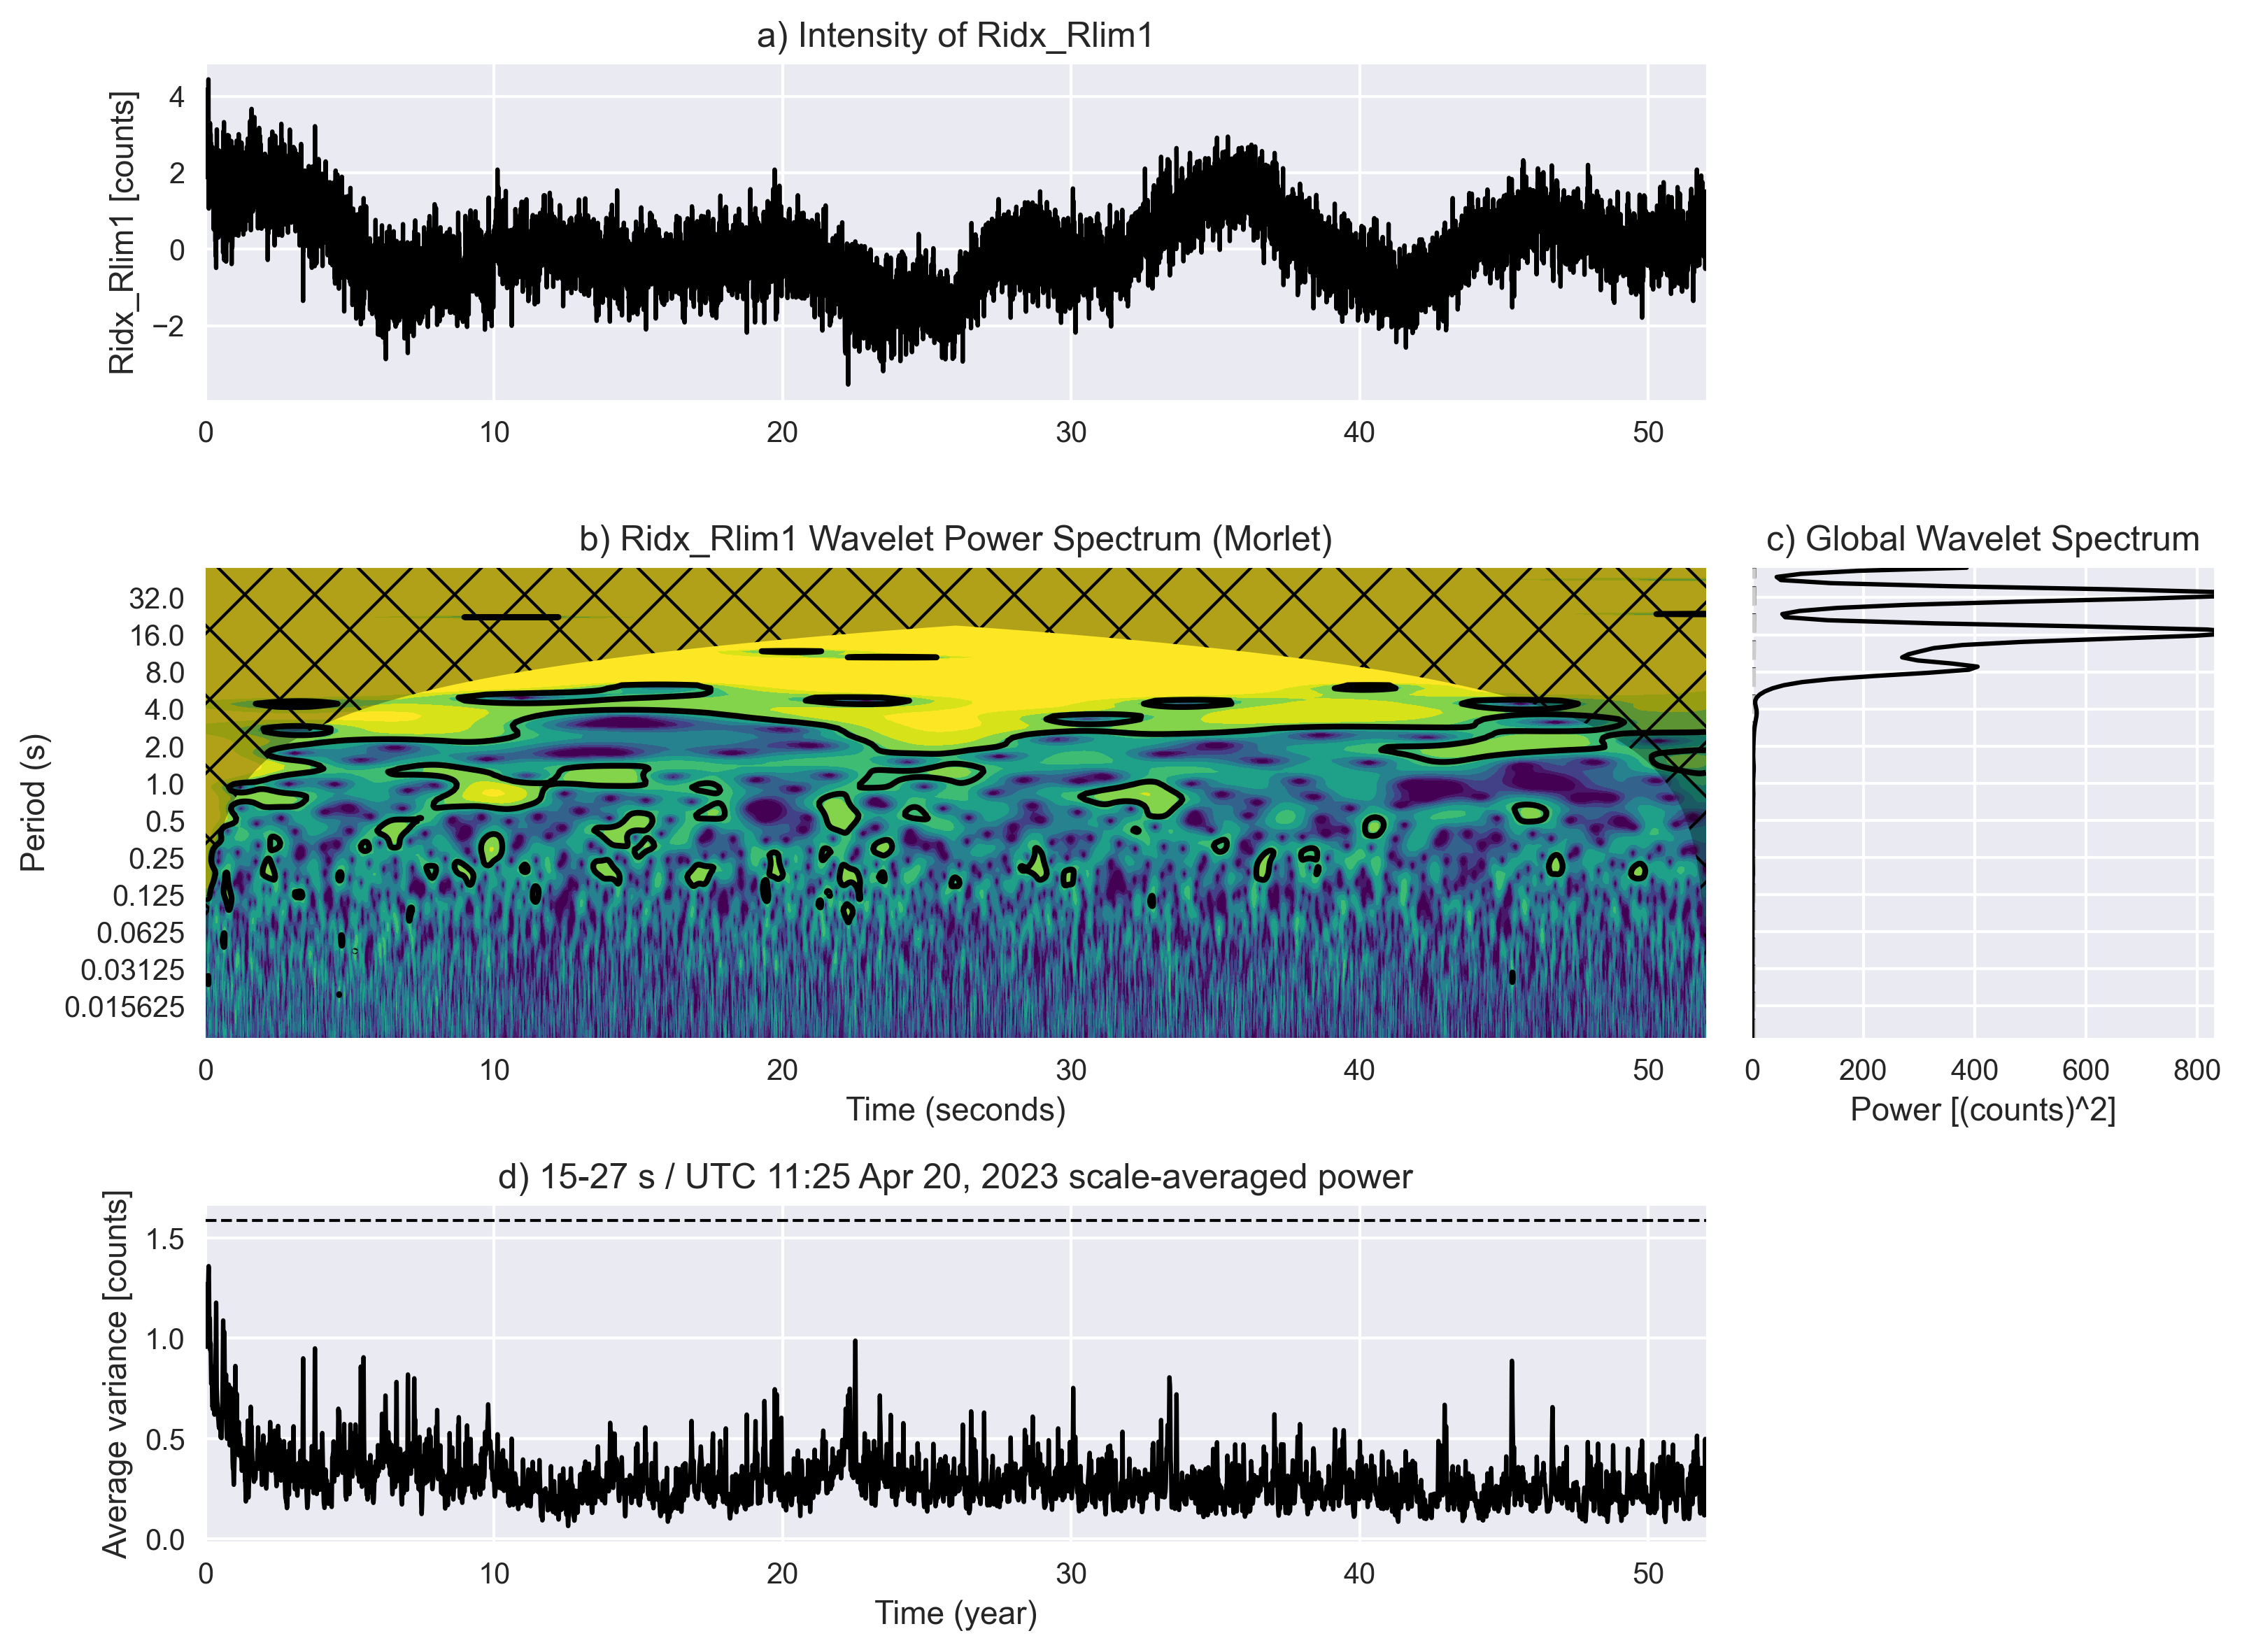 a) Intensity of Ridx_Rlim1
Ridx_Rlim1 [counts]
4
2
0
−2
0 10 20 30 40 50
b) Ridx_Rlim1 Wavelet Power Spectrum (Morlet)
Period (s)
32.0
16.0
8.0
4.0
2.0
1.0
0.5
0.25
0.125
0.0625
0.03125
0.015625
0 10 20 30 40 50
Time (seconds)
c) Global Wavelet Spectrum
0 200 400 600 800
Power [(counts)^2]
d) 15-27 s / UTC 11:25 Apr 20, 2023 scale-averaged power
Average variance [counts]
1.5
1.0
0.5
0.0
0 10 20 30 40 50
Time (year)